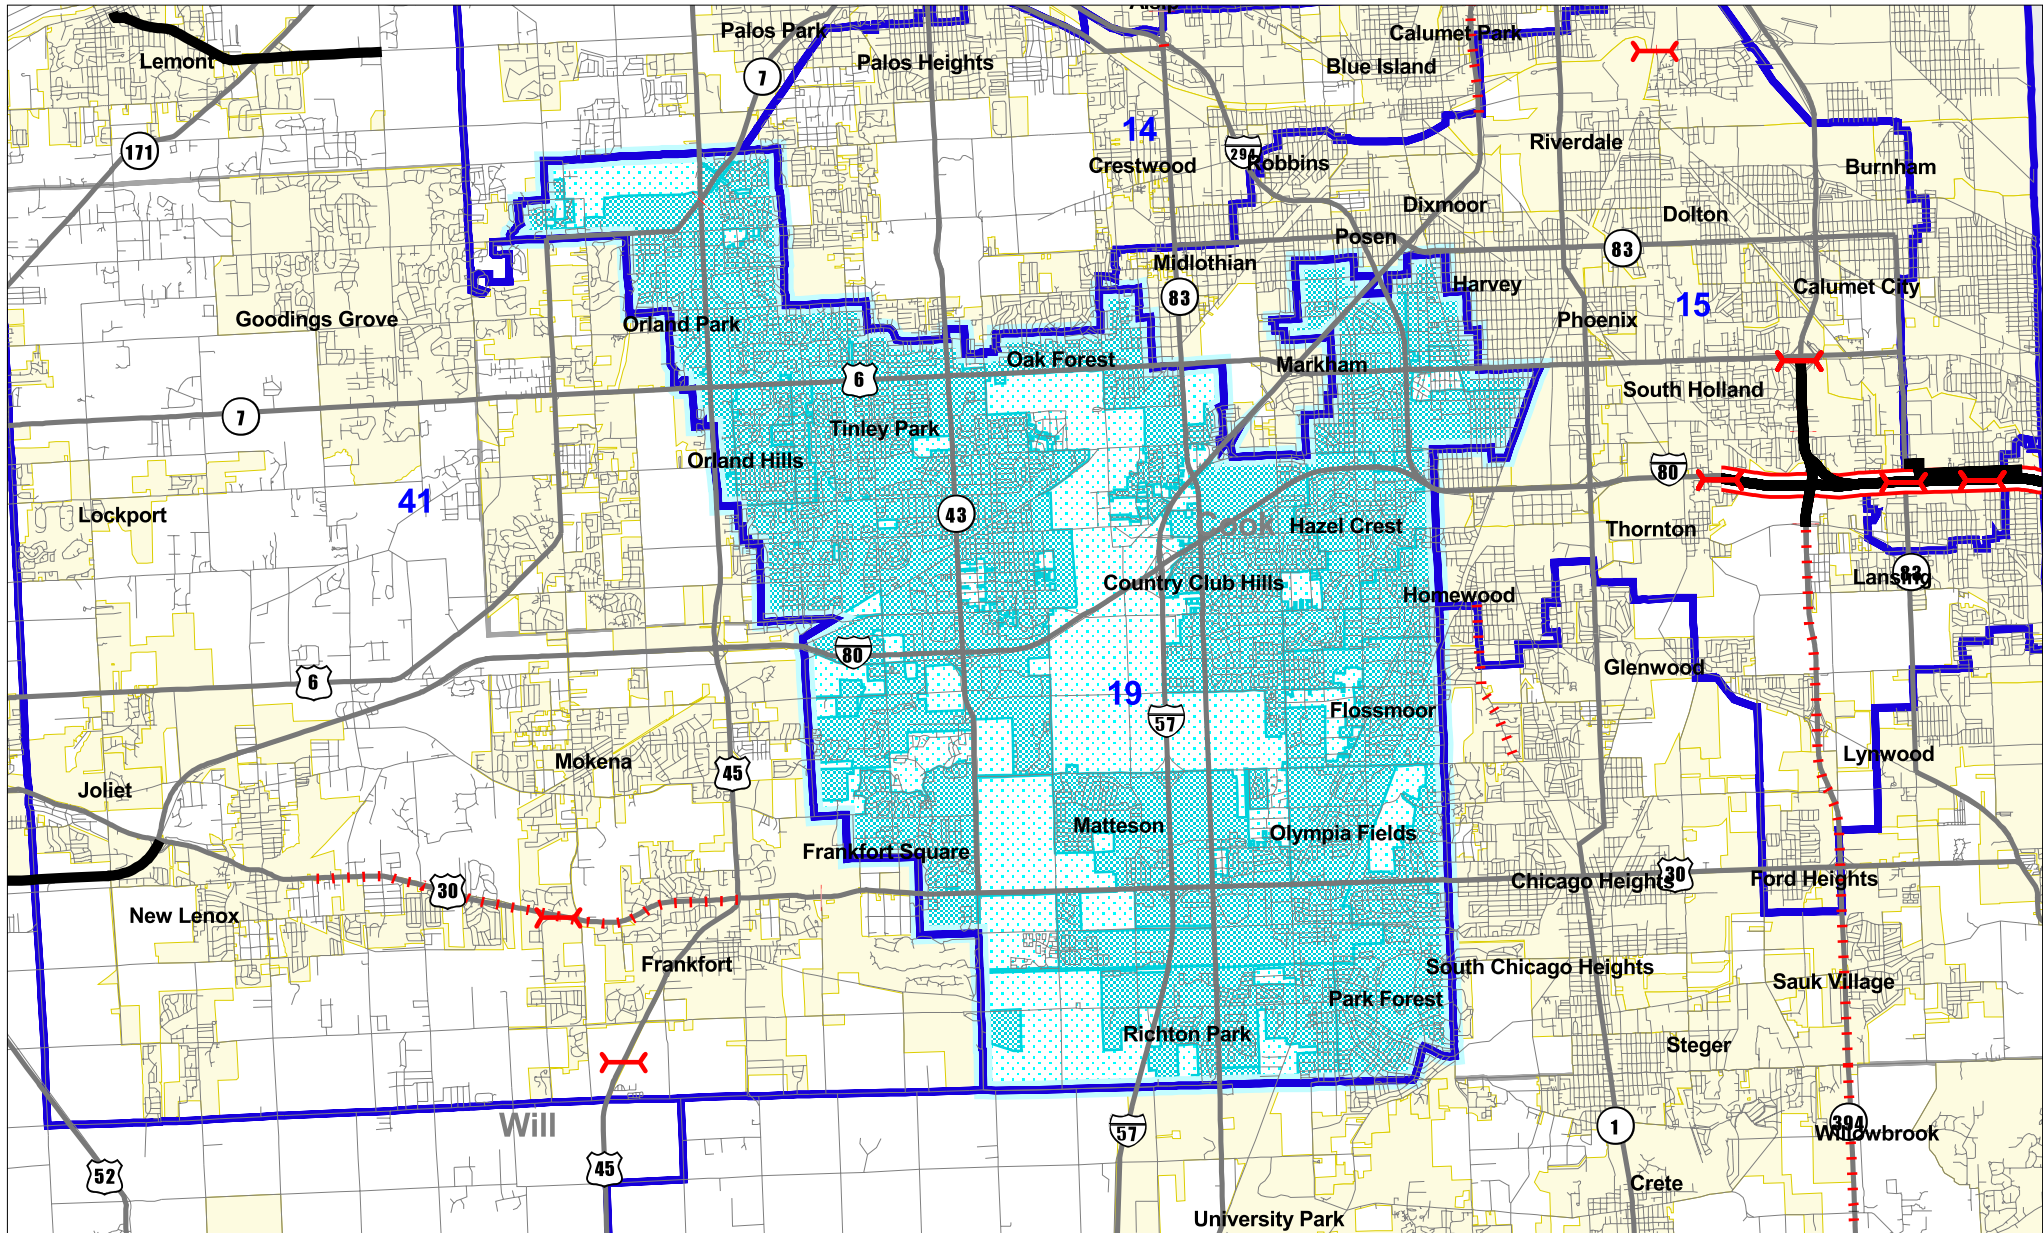 Palos Park
Calumet Park
Lemont
Palos Heights
Blue Island
7
14
171
Crestwood
294
Robbins
Riverdale
Burnham
Dixmoor
Dolton
Posen
83
Midlothian
83
Harvey
Calumet City
15
Goodings Grove
Orland Park
Phoenix
Oak Forest
Markham
6
South Holland
7
Tinley Park
Orland Hills
80
41
Lockport
43
Cook
Hazel Crest
Thornton
Country Club Hills
83
Lansing
Homewood
80
Glenwood
6
19
Flossmoor
57
Mokena
45
Lynwood
Joliet
Matteson
Olympia Fields
Frankfort Square
30
Chicago Heights
30
Ford Heights
New Lenox
Frankfort
South Chicago Heights
Sauk Village
Park Forest
Richton Park
Steger
Will
57
1
394
Willowbrook
52
45
Crete
University Park